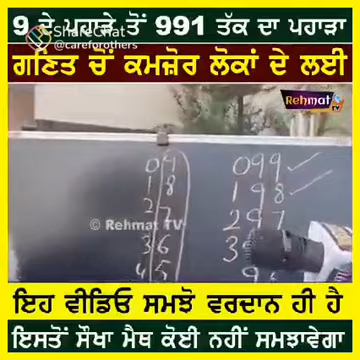 9 ਦੇ ਪਹਾੜੇ ਤੋਂ 991 ਤੱਕ ਦਾ ਪਹਾੜਾ
ShareChat
@careforothers
ਗਣਿਤ ਚੋਂ ਕਮਜ਼ੋਰ ਲੋਕਾਂ ਦੇ ਲਈ
Rehmat TV
09 099
18 198
27 297
© Rehmat TV
36 3
45
ਇਹ ਵੀਡਿਓ ਸਮਝੋ ਵਰਦਾਨ ਹੀ ਹੈ
ਇਸਤੋਂ ਸੌਖਾ ਮੈਥ ਕੋਈ ਨਹੀਂ ਸਮਝਾਵੇਗਾ